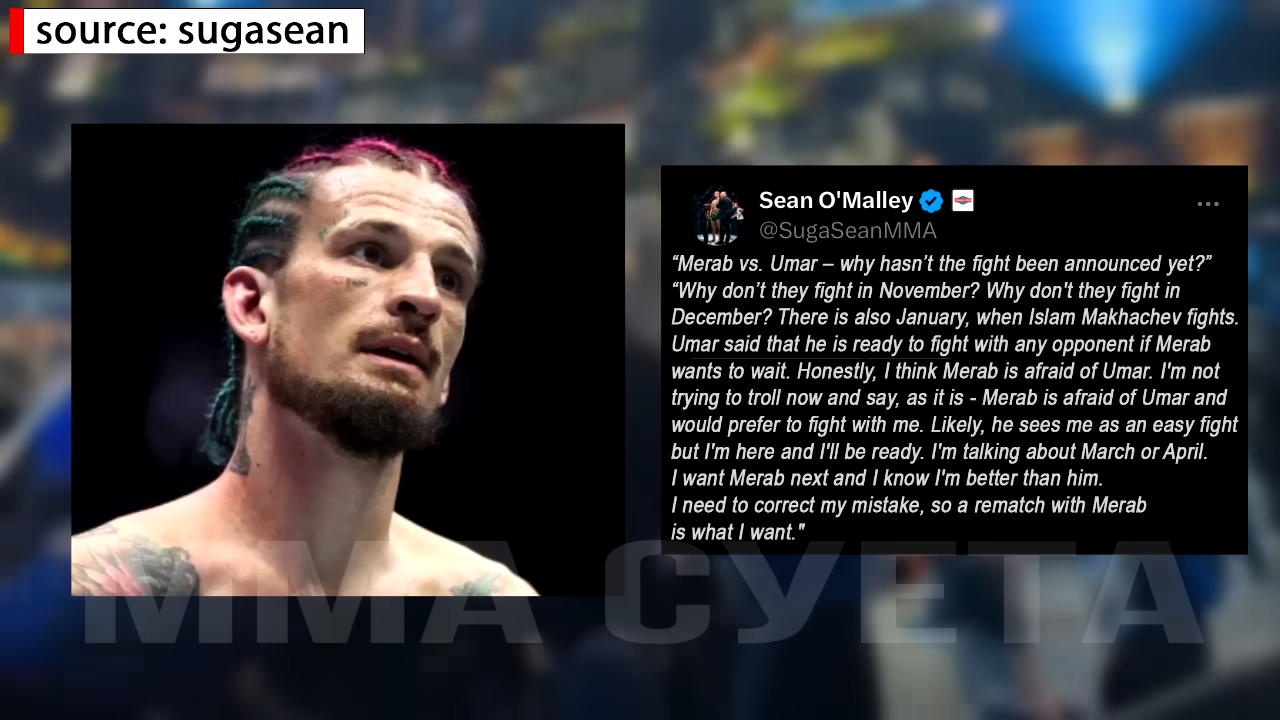 source: sugasean
Sean O'Malley
@SugaSeanMMA
“Merab vs. Umar – why hasn’t the fight been announced yet?”
“Why don’t they fight in November? Why don't they fight in
December? There is also January, when Islam Makhachev fights.
Umar said that he is ready to fight with any opponent if Merab
wants to wait. Honestly, I think Merab is afraid of Umar. I'm not
trying to troll now and say, as it is - Merab is afraid of Umar and
would prefer to fight with me. Likely, he sees me as an easy fight
but I'm here and I'll be ready. I'm talking about March or April.
I want Merab next and I know I'm better than him.
I need to correct my mistake, so a rematch with Merab
is what I want."
ММА СУЕТА